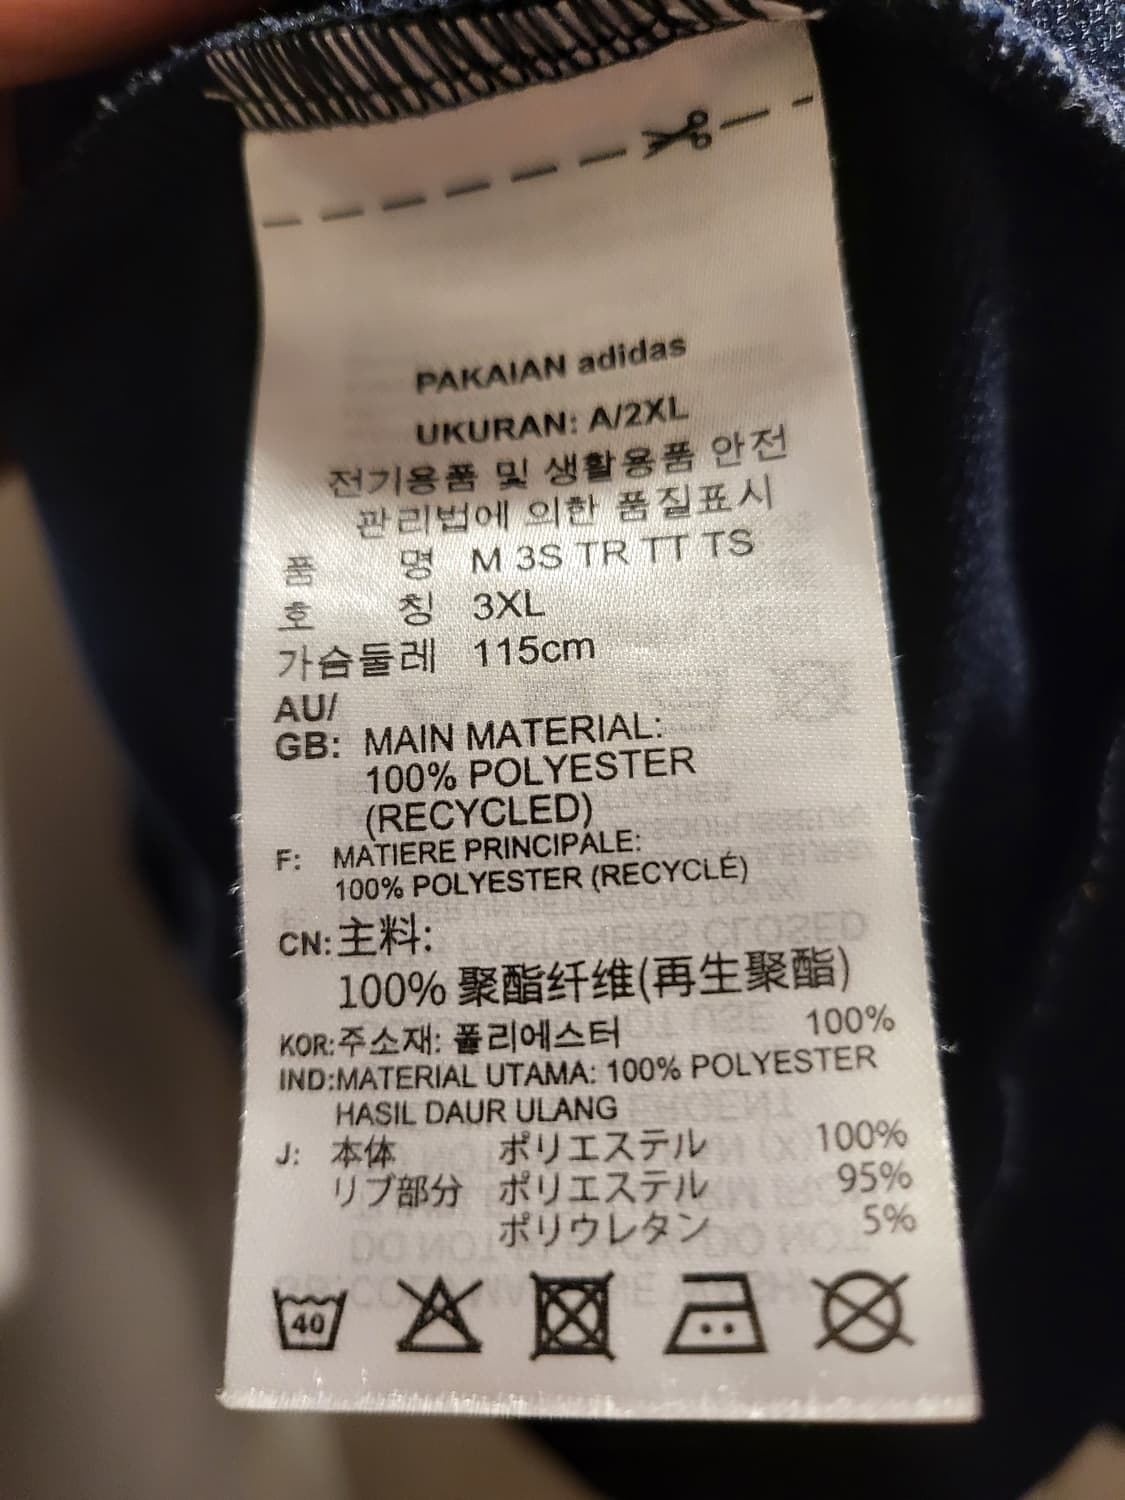 PAKAIAN adidas
UKURAN: A/2XL
전기용품 및 생활용품 안전
관리법에 의한 품질표시
품 명 M 3S TR TT TS
호 칭 3XL
가슴둘레 115cm
AU/
GB: MAIN MATERIAL:
100% POLYESTER
(RECYCLED)
F: MATIERE PRINCIPALE:
100% POLYESTER (RECYCLÉ)
CN: 主料:
100% 聚酯纤维(再生聚酯)
KOR: 주소재: 폴리에스터 100%
IND: MATERIAL UTAMA: 100% POLYESTER
HASIL DAUR ULANG
J: 本体 ポリエステル 100%
リブ部分 ポリエステル 95%
ポリウレタン 5%
40